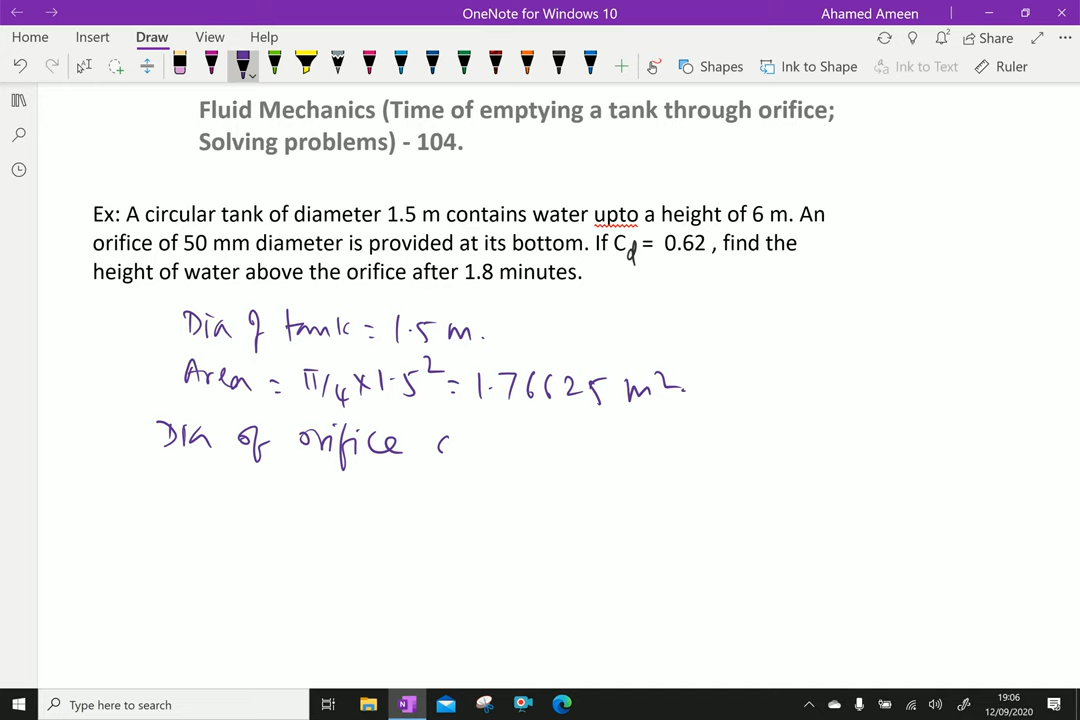 OneNote for Windows 10
Ahamed Ameen
Home Insert Draw View Help
Share
Shapes Ink to Shape Ink to Text Ruler
Fluid Mechanics (Time of emptying a tank through orifice;
Solving problems) - 104.
Ex: A circular tank of diameter 1.5 m contains water upto a height of 6 m. An
orifice of 50 mm diameter is provided at its bottom. If Cd = 0.62 , find the
height of water above the orifice after 1.8 minutes.
Dia of tank = 1.5 m.
Area = π/4 x 1.5² = 1.76625 m².
Dia of orifice
Type here to search
19:06
12/09/2020